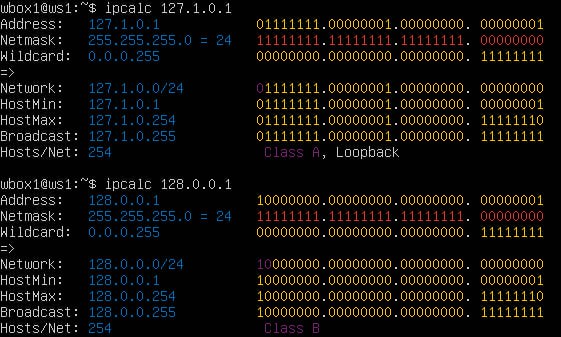 wbox1@ws1:~$ ipcalc 127.1.0.1
Address:   127.1.0.1            01111111.00000001.00000000. 00000001
Netmask:   255.255.255.0 = 24   11111111.11111111.11111111. 00000000
Wildcard:  0.0.0.255            00000000.00000000.00000000. 11111111
=>
Network:   127.1.0.0/24         01111111.00000001.00000000. 00000000
HostMin:   127.1.0.1            01111111.00000001.00000000. 00000001
HostMax:   127.1.0.254          01111111.00000001.00000000. 11111110
Broadcast: 127.1.0.255          01111111.00000001.00000000. 11111111
Hosts/Net: 254                   Class A, Loopback
wbox1@ws1:~$ ipcalc 128.0.0.1
Address:   128.0.0.1            10000000.00000000.00000000. 00000001
Netmask:   255.255.255.0 = 24   11111111.11111111.11111111. 00000000
Wildcard:  0.0.0.255            00000000.00000000.00000000. 11111111
=>
Network:   128.0.0.0/24         10000000.00000000.00000000. 00000000
HostMin:   128.0.0.1            10000000.00000000.00000000. 00000001
HostMax:   128.0.0.254          10000000.00000000.00000000. 11111110
Broadcast: 128.0.0.255          10000000.00000000.00000000. 11111111
Hosts/Net: 254                   Class B